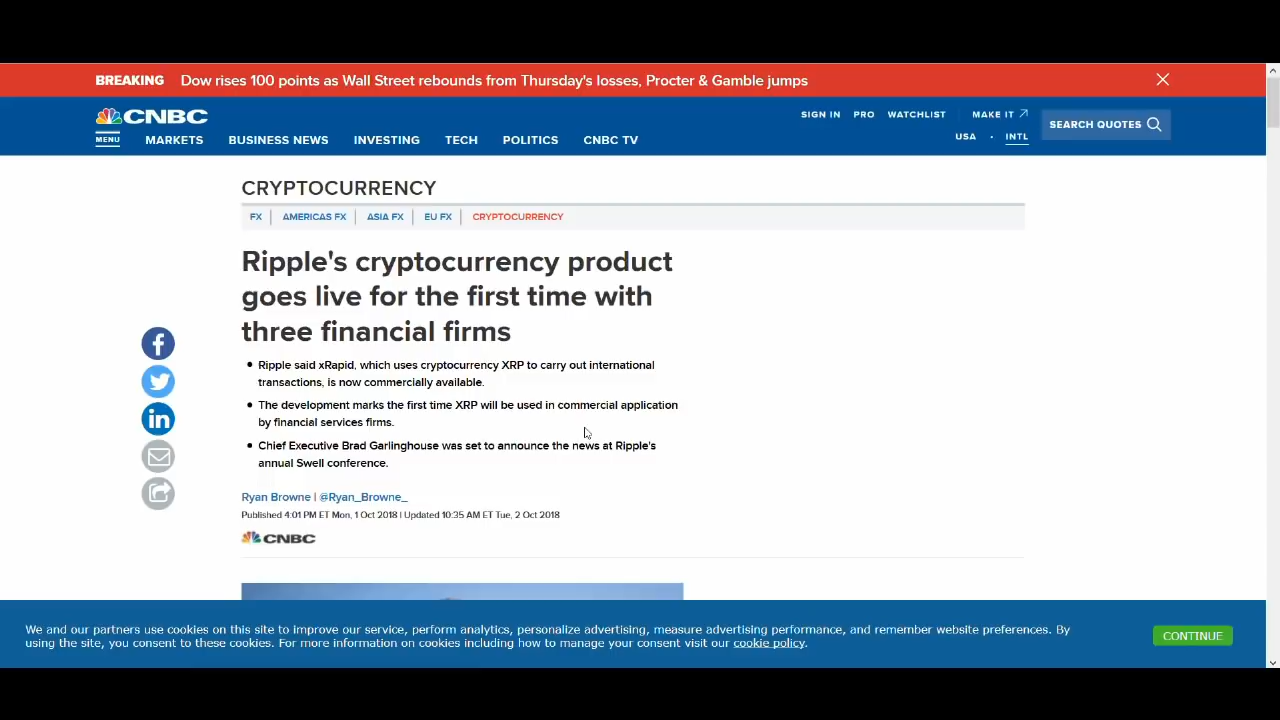 BREAKING Dow rises 100 points as Wall Street rebounds from Thursday's losses, Procter & Gamble jumps
CNBC
SIGN IN PRO WATCHLIST MAKE IT
SEARCH QUOTES
USA · INTL
MENU
MARKETS BUSINESS NEWS INVESTING TECH POLITICS CNBC TV
CRYPTOCURRENCY
FX AMERICAS FX ASIA FX EU FX CRYPTOCURRENCY
Ripple's cryptocurrency product
goes live for the first time with
three financial firms
• Ripple said xRapid, which uses cryptocurrency XRP to carry out international
transactions, is now commercially available.
• The development marks the first time XRP will be used in commercial application
by financial services firms.
• Chief Executive Brad Garlinghouse was set to announce the news at Ripple's
annual Swell conference.
Ryan Browne | @Ryan_Browne_
Published 4:01 PM ET Mon, 1 Oct 2018 | Updated 10:35 AM ET Tue, 2 Oct 2018
CNBC
We and our partners use cookies on this site to improve our service, perform analytics, personalize advertising, measure advertising performance, and remember website preferences. By
using the site, you consent to these cookies. For more information on cookies including how to manage your consent visit our cookie policy.
CONTINUE